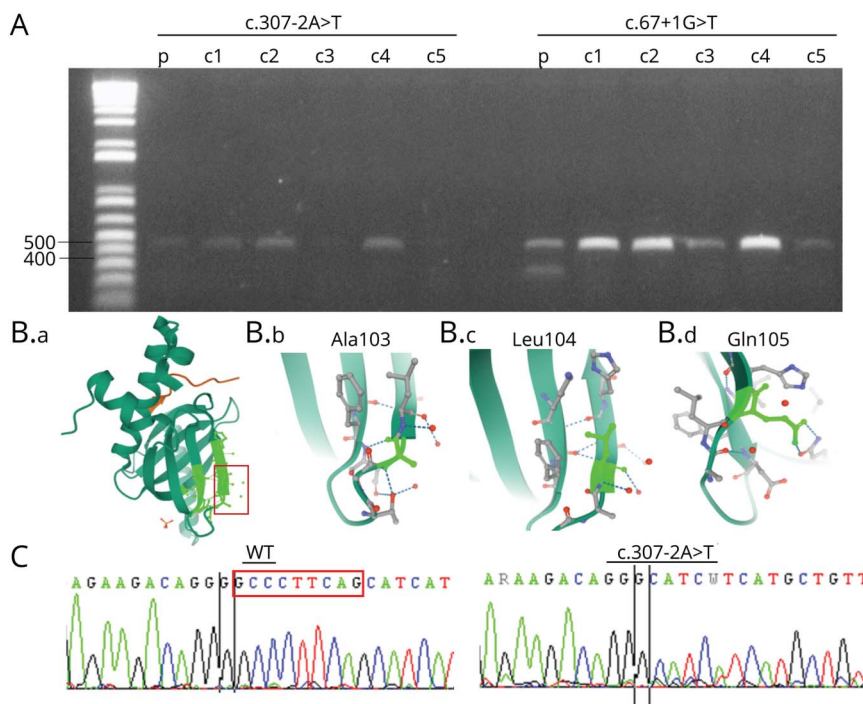 A
c.307-2A>T c.67+1G>T
p c1 c2 c3 c4 c5 p c1 c2 c3 c4 c5
500
400
B.a B.b B.c B.d
Ala103 Leu104 Gln105
C
WT c.307-2A>T
AGAAGACAGGGGCCCTTCAGCATCAT ARAAGACAGGGCATCWTCATGCTGTT